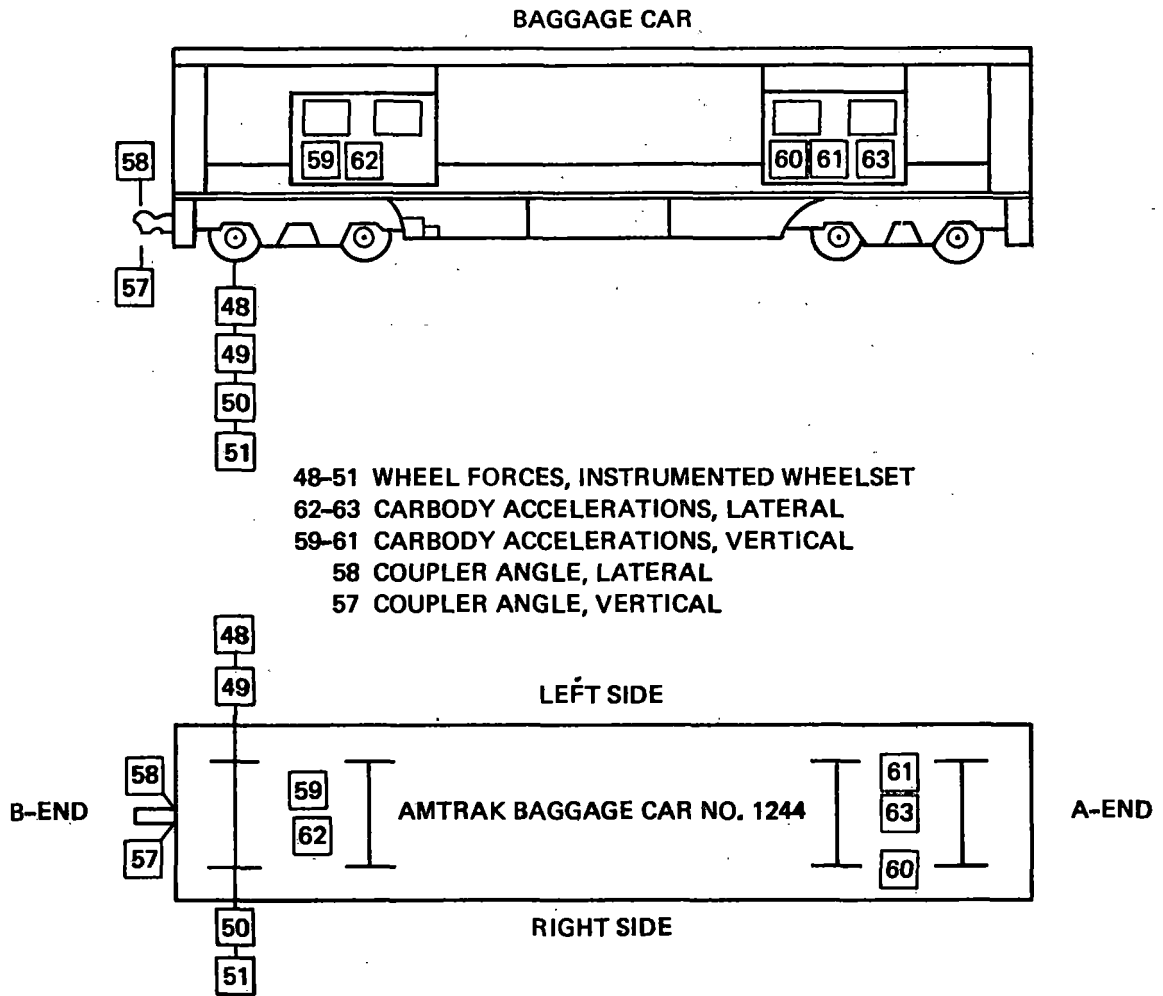 BAGGAGE CAR
58
59 62
60 61 63
57
48
49
50
51
48-51 WHEEL FORCES, INSTRUMENTED WHEELSET
62-63 CARBODY ACCELERATIONS, LATERAL
59-61 CARBODY ACCELERATIONS, VERTICAL
58 COUPLER ANGLE, LATERAL
57 COUPLER ANGLE, VERTICAL
48
49
LEFT SIDE
58
59
61
B-END
62
AMTRAK BAGGAGE CAR NO. 1244
63
A-END
57
60
50
RIGHT SIDE
51